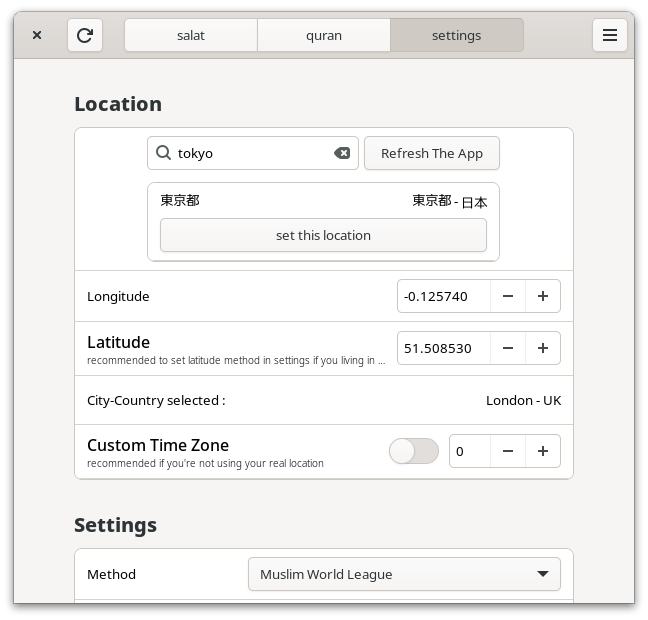 salat quran settings
Location
tokyo Refresh The App
東京都 東京都 - 日本
set this location
Longitude -0.125740
Latitude 51.508530
recommended to set latitude method in settings if you living in ...
City-Country selected : London - UK
Custom Time Zone 0
recommended if you're not using your real location
Settings
Method Muslim World League